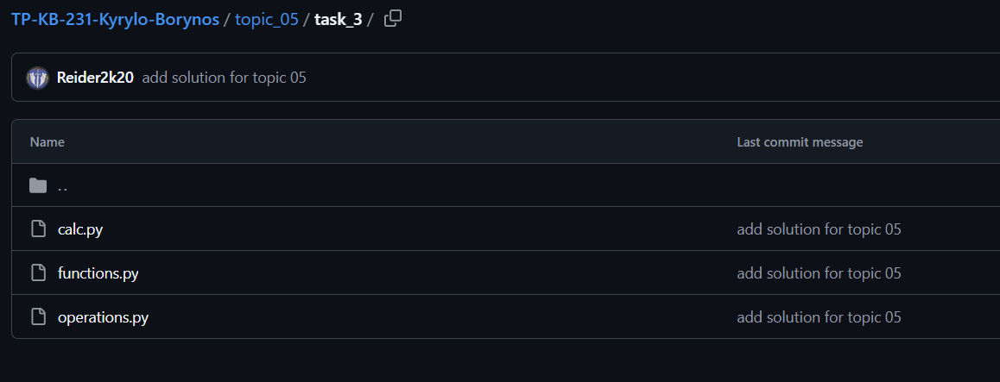 TP-KB-231-Kyrylo-Borynos / topic_05 / task_3 /
Reider2k20 add solution for topic 05
Name Last commit message
..
calc.py add solution for topic 05
functions.py add solution for topic 05
operations.py add solution for topic 05